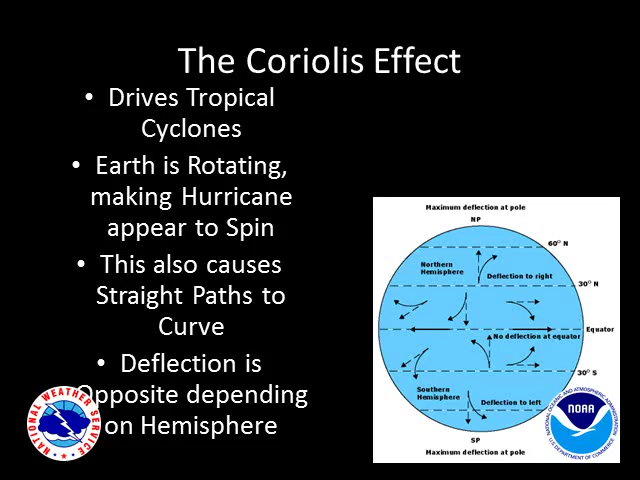 The Coriolis Effect
• Drives Tropical
Cyclones
• Earth is Rotating,
making Hurricane
appear to Spin
• This also causes
Straight Paths to
Curve
• Deflection is
Opposite depending
on Hemisphere
Maximum deflection at pole
NP
60° N
Northern
Hemisphere
Deflection to right
30° N
Equator
No deflection at equator
30° S
Southern
Hemisphere
Deflection to left
SP
Maximum deflection at pole
NATIONAL WEATHER SERVICE
NATIONAL OCEANIC AND ATMOSPHERIC ADMINISTRATION
NOAA
U.S. DEPARTMENT OF COMMERCE